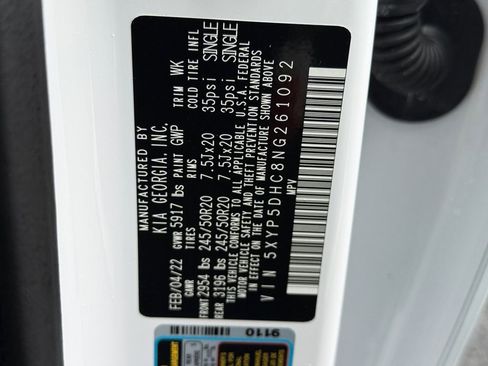 MANUFACTURED BY
KIA GEORGIA, INC.
FEB/04/22 GVWR 5917 lbs PAINT GWP TRIM WK
GAWR TIRES RIMS COLD TIRE INFL
FRONT 2954 lbs 245/50R20 7.5Jx20 35psi SINGLE
REAR 3196 lbs 245/50R20 7.5Jx20 35psi SINGLE
THIS VEHICLE CONFORMS TO ALL APPLICABLE U.S.A. FEDERAL
MOTOR VEHICLE SAFETY AND THEFT PREVENTION STANDARDS
IN EFFECT ON THE DATE OF MANUFACTURE SHOWN ABOVE
VIN 5XYP5DHC8NG261092
MPV
9110